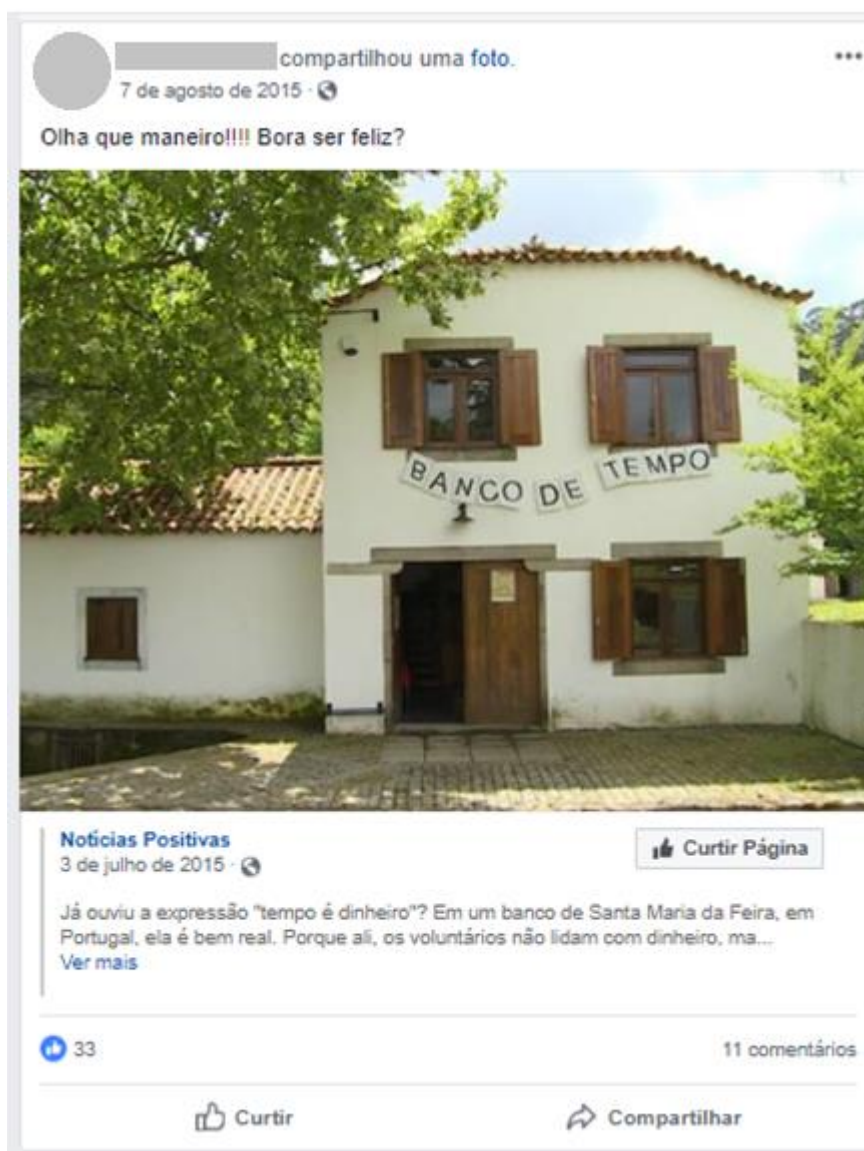 compartilhou uma foto.
7 de agosto de 2015 ·
Olha que maneiro!!!! Bora ser feliz?
BANCO DE TEMPO
Notícias Positivas
3 de julho de 2015 ·
Curtir Página
Já ouviu a expressão "tempo é dinheiro"? Em um banco de Santa Maria da Feira, em
Portugal, ela é bem real. Porque ali, os voluntários não lidam com dinheiro, ma...
Ver mais
33
11 comentários
Curtir
Compartilhar